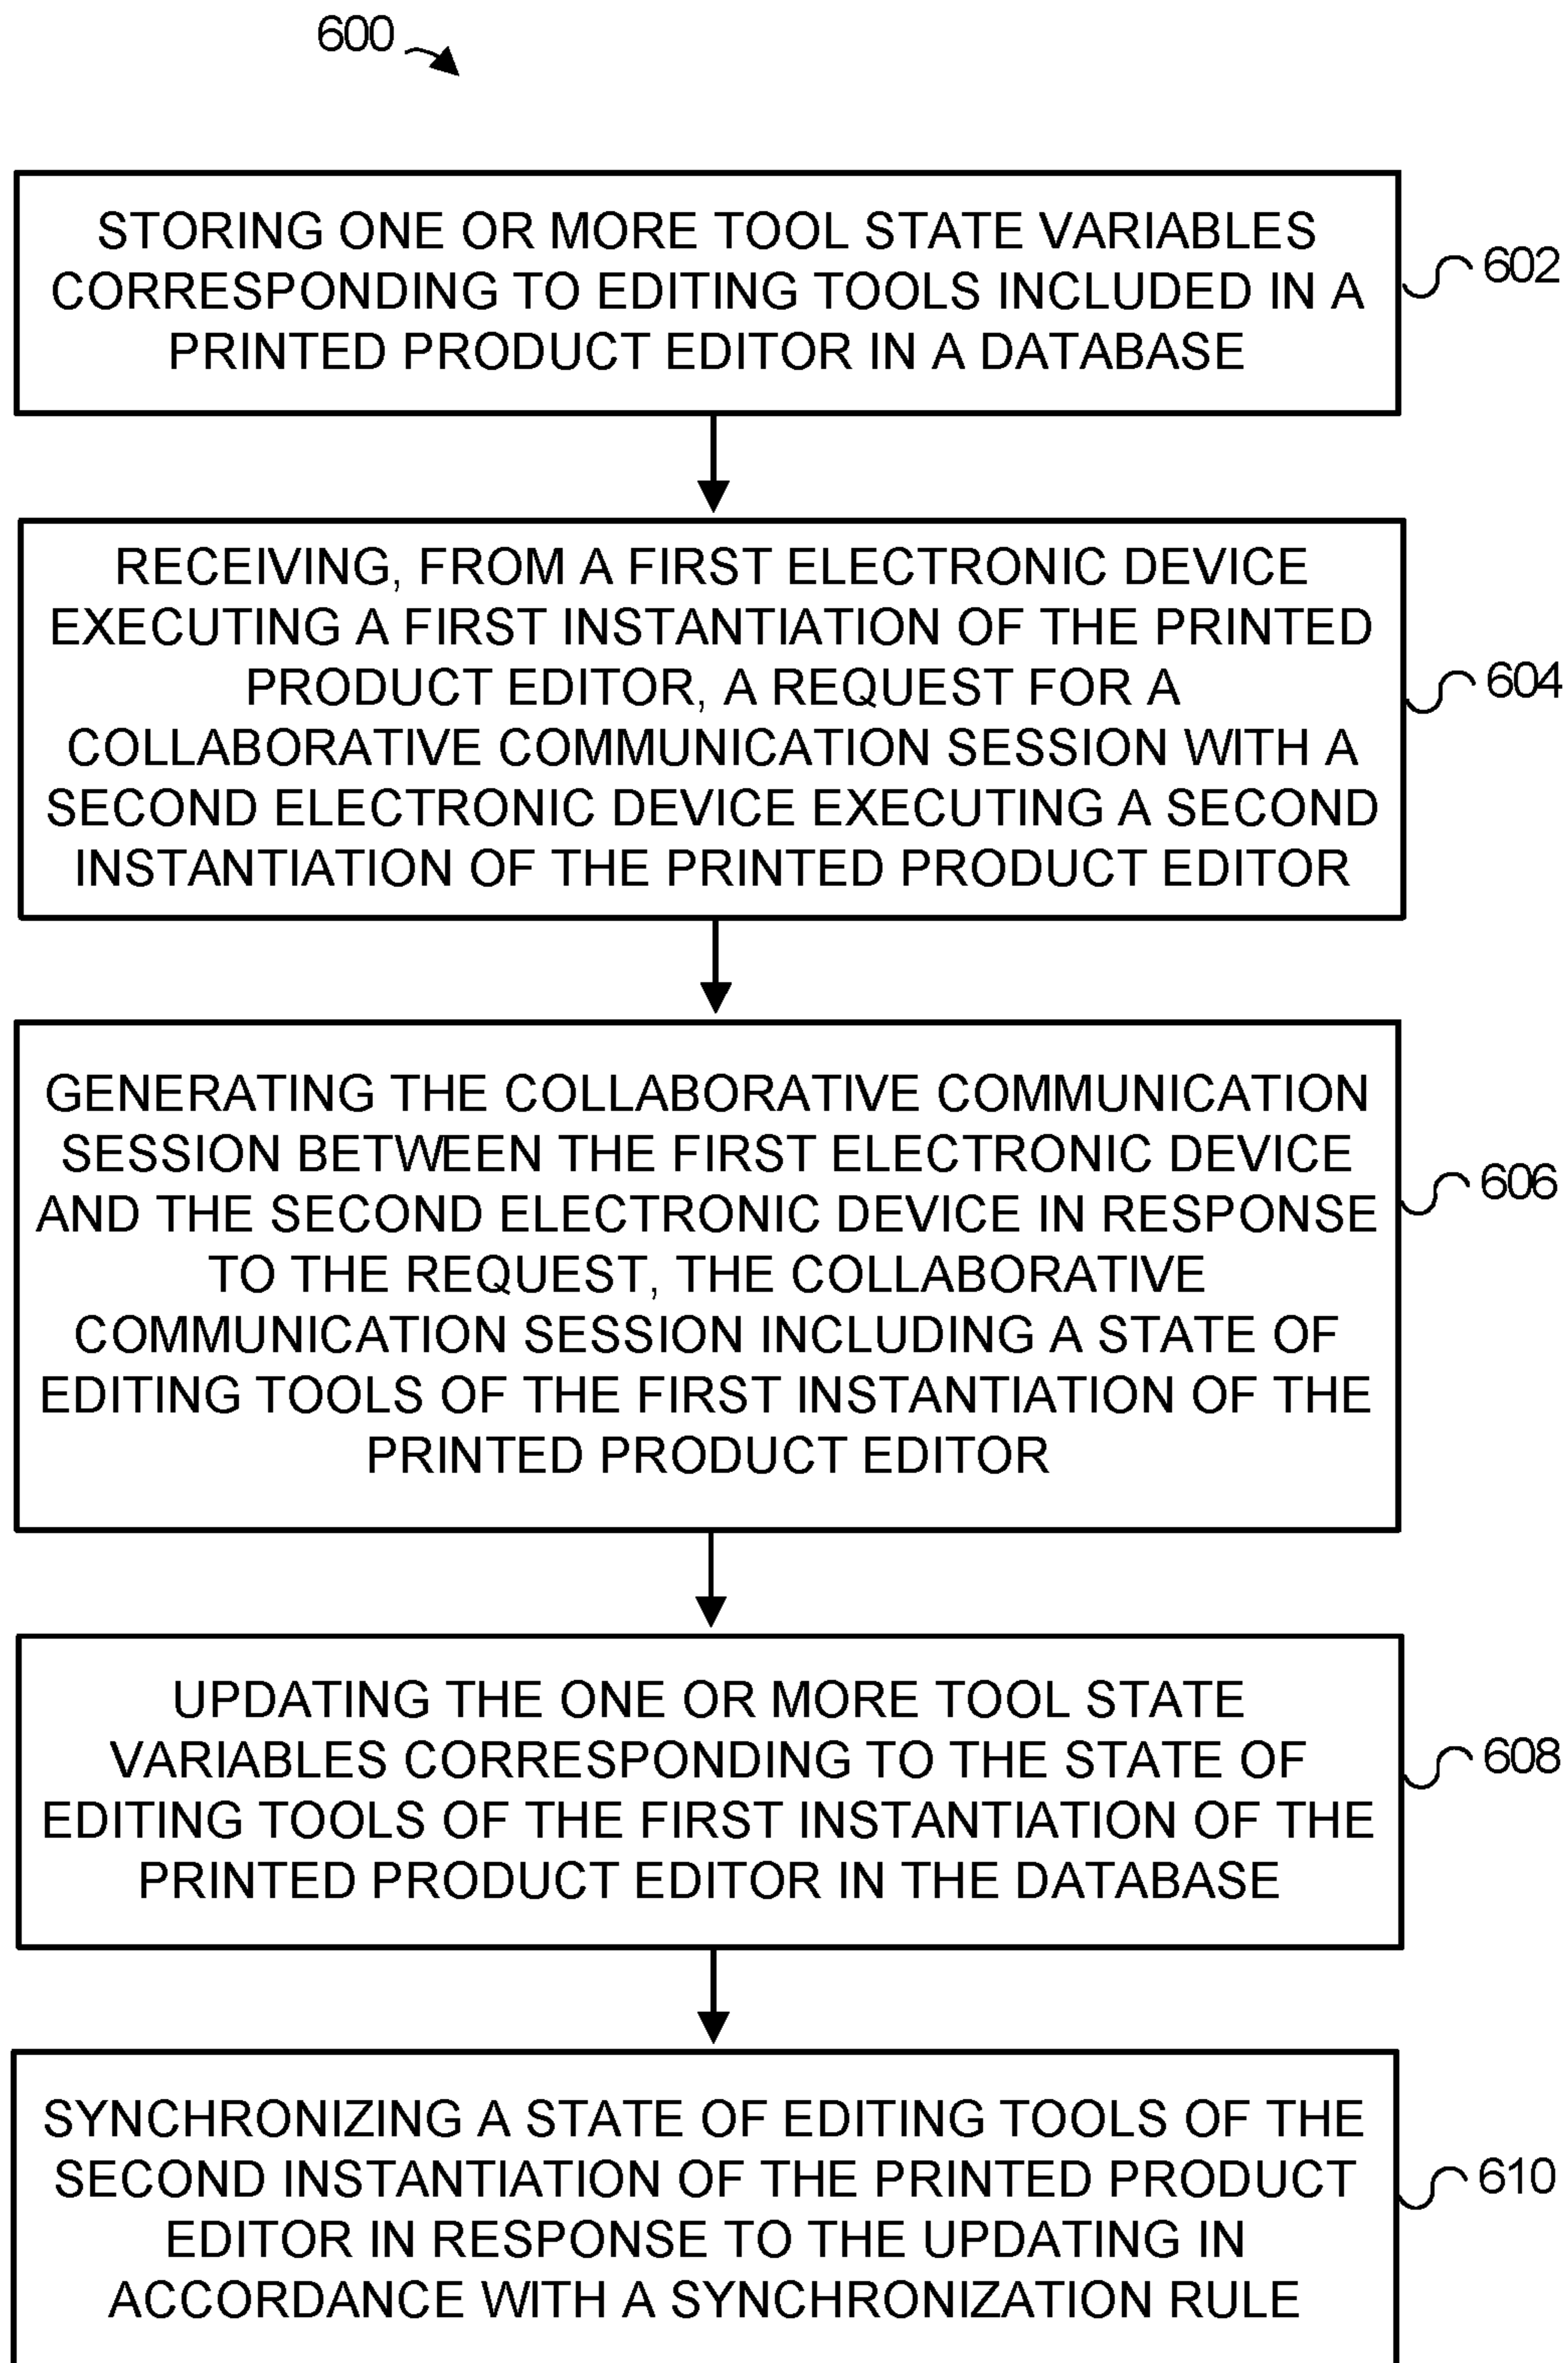 600
STORING ONE OR MORE TOOL STATE VARIABLES
CORRESPONDING TO EDITING TOOLS INCLUDED IN A
PRINTED PRODUCT EDITOR IN A DATABASE
602
RECEIVING, FROM A FIRST ELECTRONIC DEVICE
EXECUTING A FIRST INSTANTIATION OF THE PRINTED
PRODUCT EDITOR, A REQUEST FOR A
COLLABORATIVE COMMUNICATION SESSION WITH A
SECOND ELECTRONIC DEVICE EXECUTING A SECOND
INSTANTIATION OF THE PRINTED PRODUCT EDITOR
604
GENERATING THE COLLABORATIVE COMMUNICATION
SESSION BETWEEN THE FIRST ELECTRONIC DEVICE
AND THE SECOND ELECTRONIC DEVICE IN RESPONSE
TO THE REQUEST, THE COLLABORATIVE
COMMUNICATION SESSION INCLUDING A STATE OF
EDITING TOOLS OF THE FIRST INSTANTIATION OF THE
PRINTED PRODUCT EDITOR
606
UPDATING THE ONE OR MORE TOOL STATE
VARIABLES CORRESPONDING TO THE STATE OF
EDITING TOOLS OF THE FIRST INSTANTIATION OF THE
PRINTED PRODUCT EDITOR IN THE DATABASE
608
SYNCHRONIZING A STATE OF EDITING TOOLS OF THE
SECOND INSTANTIATION OF THE PRINTED PRODUCT
EDITOR IN RESPONSE TO THE UPDATING IN
ACCORDANCE WITH A SYNCHRONIZATION RULE
610